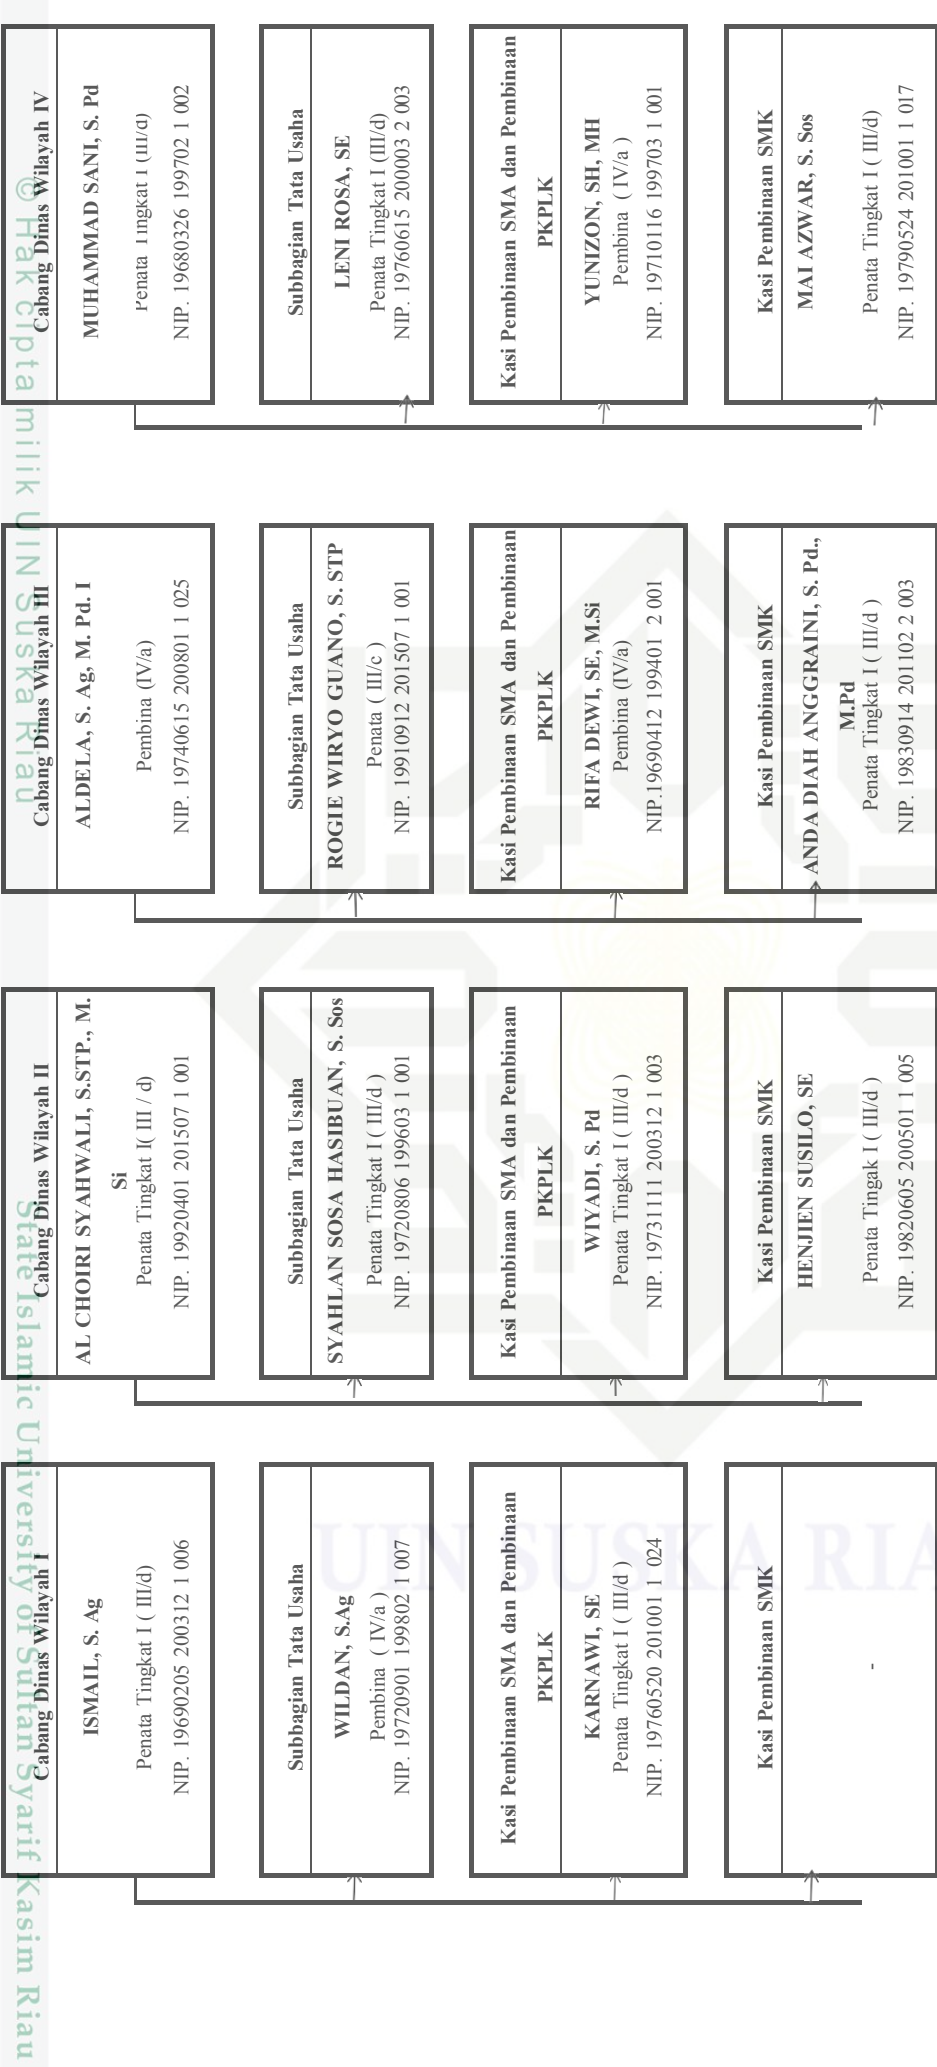 Cabang Dinas Wilayah I
ISMAIL, S. Ag
Penata Tingkat I ( III/d)
NIP. 19690205 200312 1 006
Subbagian Tata Usaha
WILDAN, S.Ag
Pembina ( IV/a )
NIP. 19720901 199802 1 007
Kasi Pembinaan SMA dan Pembinaan
PKPLK
KARNAWI, SE
Penata Tingkat I ( III/d )
NIP. 19760520 201001 1 024
Kasi Pembinaan SMK
-
Cabang Dinas Wilayah II
AL CHOIRI SYAHWALI, S.STP., M.
Si
Penata Tingkat I( III / d)
NIP. 19920401 201507 1 001
Subbagian Tata Usaha
SYAHLAN SOSA HASIBUAN, S. Sos
Penata Tingkat I ( III/d )
NIP. 19720806 199603 1 001
Kasi Pembinaan SMA dan Pembinaan
PKPLK
WIYADI, S. Pd
Penata Tingkat I ( III/d )
NIP. 19731111 200312 1 003
Kasi Pembinaan SMK
HENJIEN SUSILO, SE
Penata Tingak I ( III/d )
NIP. 19820605 200501 1 005
Cabang Dinas Wilayah III
ALDELA, S. Ag, M. Pd. I
Pembina (IV/a)
NIP. 19740615 200801 1 025
Subbagian Tata Usaha
ROGIE WIRYO GUANO, S. STP
Penata ( III/c )
NIP. 19910912 201507 1 001
Kasi Pembinaan SMA dan Pembinaan
PKPLK
RIFA DEWI, SE, M.Si
Pembina (IV/a)
NIP.19690412 199401 2 001
Kasi Pembinaan SMK
ANDA DIAH ANGGRAINI, S. Pd.,
M.Pd
Penata Tingkat I ( III/d )
NIP. 19830914 201102 2 003
Cabang Dinas Wilayah IV
MUHAMMAD SANI, S. Pd
Penata Tingkat I (III/d)
NIP. 19680326 199702 1 002
Subbagian Tata Usaha
LENI ROSA, SE
Penata Tingkat I (III/d)
NIP. 19760615 200003 2 003
Kasi Pembinaan SMA dan Pembinaan
PKPLK
YUNIZON, SH, MH
Pembina ( IV/a )
NIP. 19710116 199703 1 001
Kasi Pembinaan SMK
MAI AZWAR, S. Sos
Penata Tingkat I ( III/d)
NIP. 19790524 201001 1 017
© Hak cipta milik UIN Suska Riau
State Islamic University of Sultan Syarif Kasim Riau
UIN SUSKA RIA